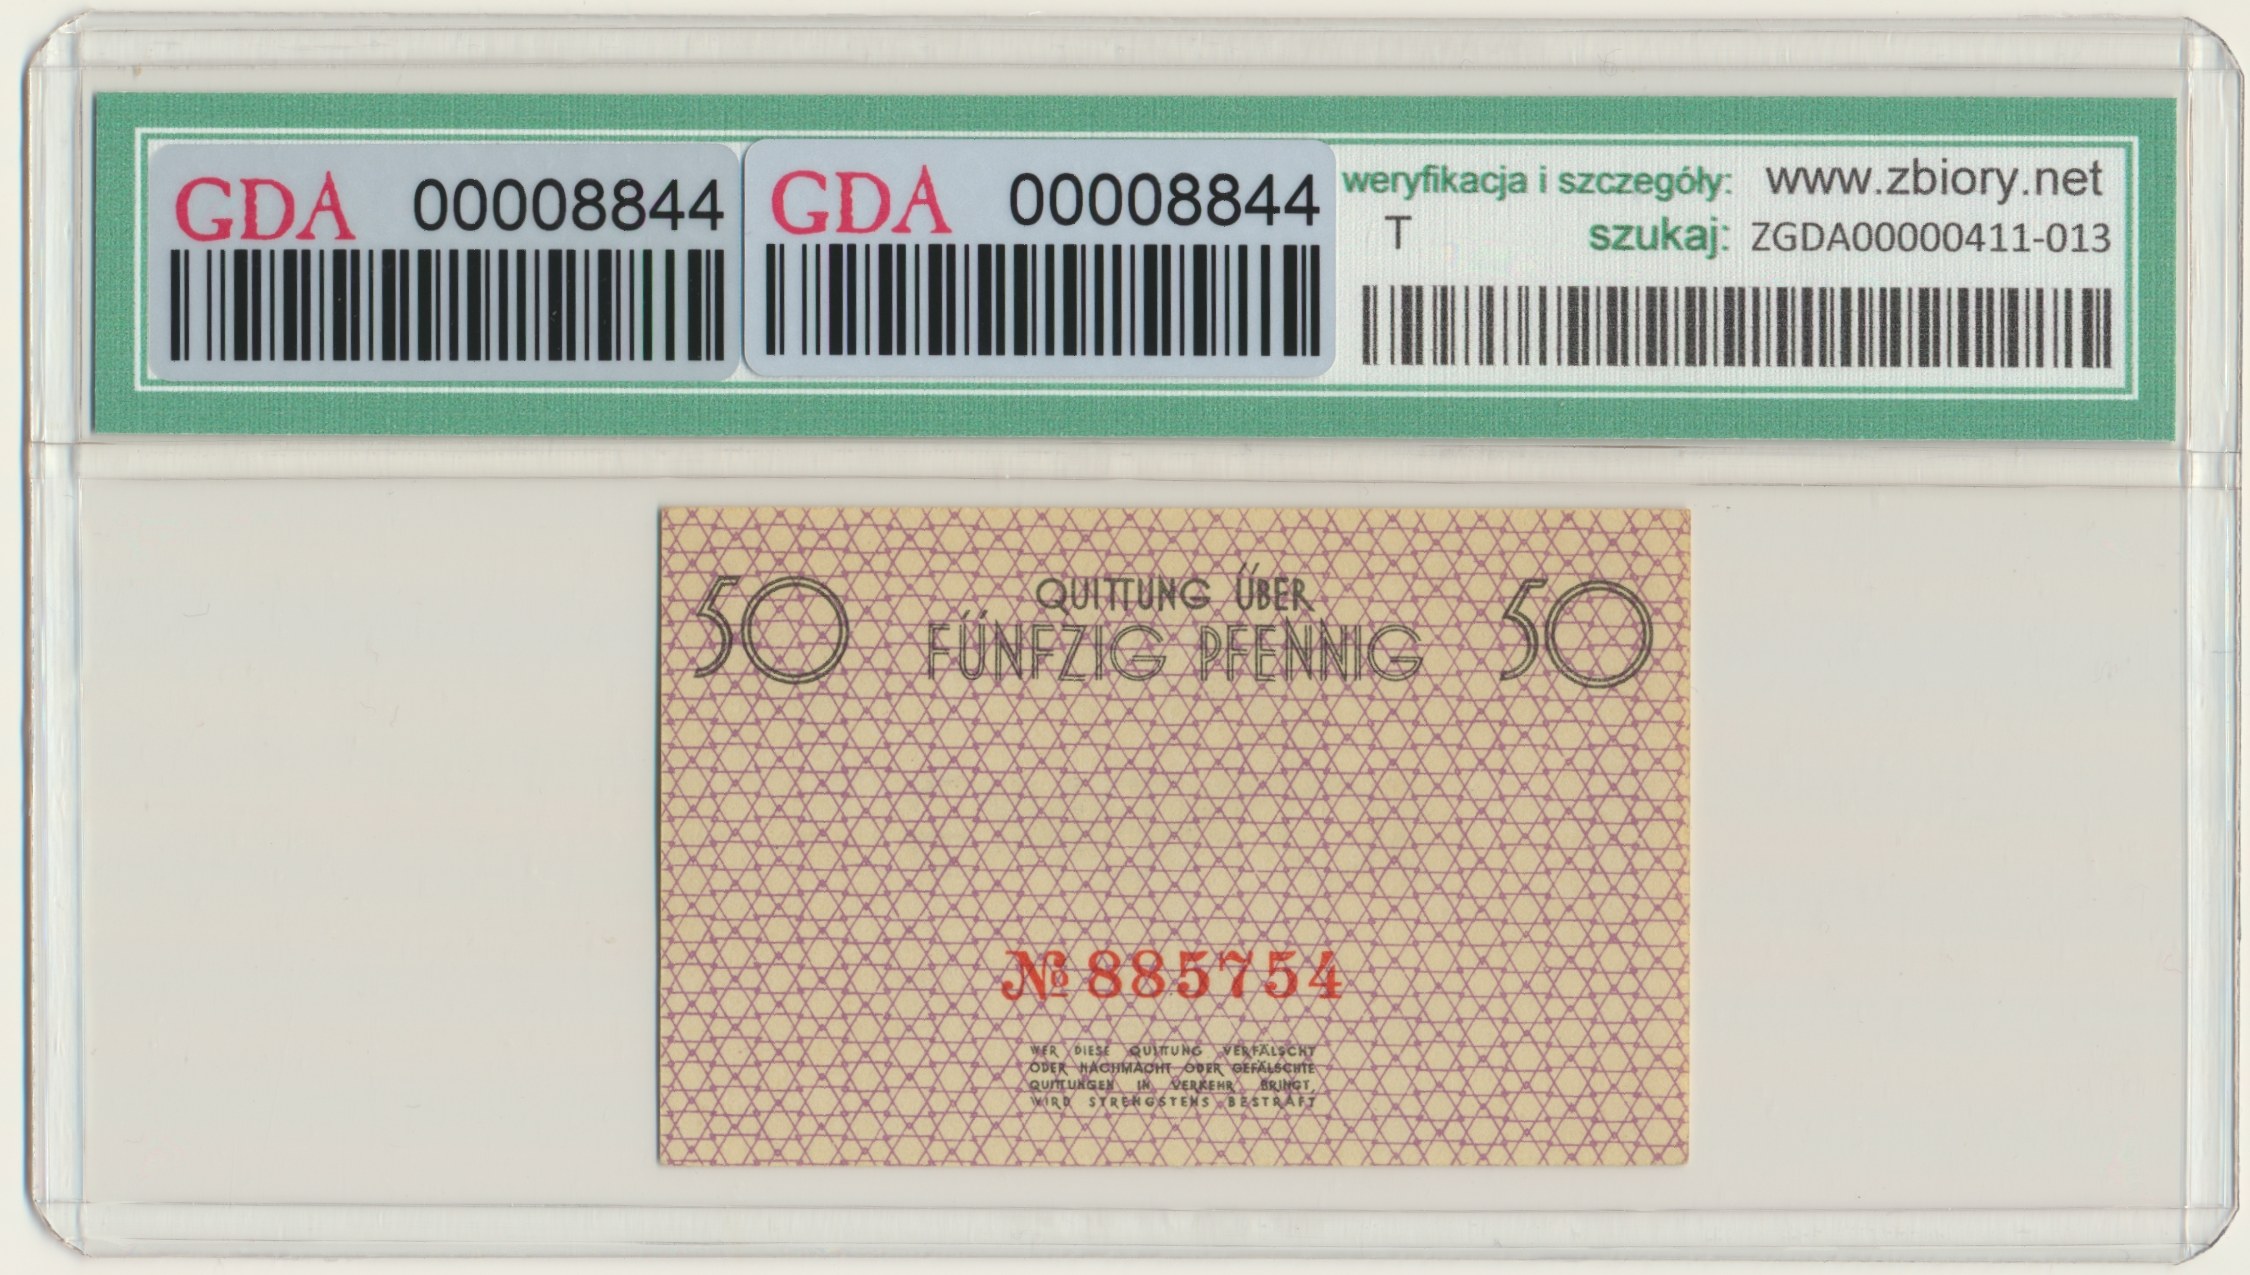 GDA 00008844
GDA 00008844
weryfikacja i szczegóły: www.zbiory.net
T szukaj: ZGDA00000411-013
50 QUITTUNG ÜBER 50
FÜNFZIG PFENNIG
№ 885754
WER DIESE QUITTUNG VERFÄLSCHT
ODER NACHMACHT ODER GEFÄLSCHTE
QUITTUNGEN IN VERKEHR BRINGT,
WIRD STRENGSTENS BESTRAFT